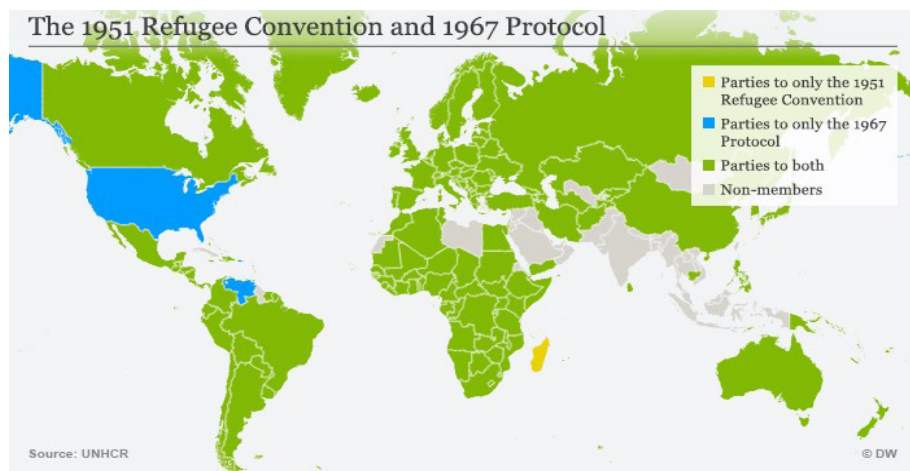 The 1951 Refugee Convention and 1967 Protocol
Parties to only the 1951
Refugee Convention
Parties to only the 1967
Protocol
Parties to both
Non-members
Source: UNHCR
© DW